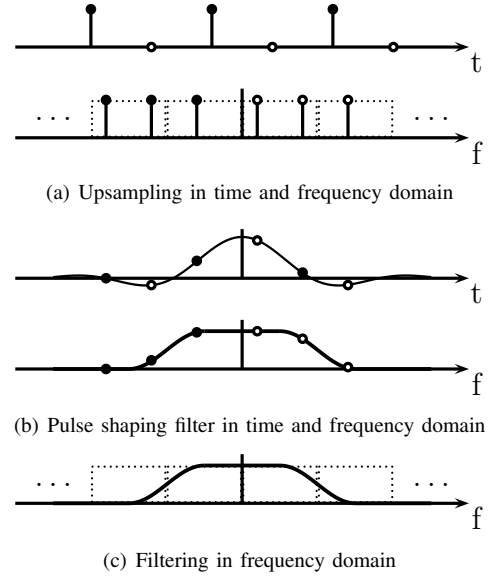 t
. . .
. . .
f
(a) Upsampling in time and frequency domain
t
f
(b) Pulse shaping filter in time and frequency domain
. . .
. . .
f
(c) Filtering in frequency domain